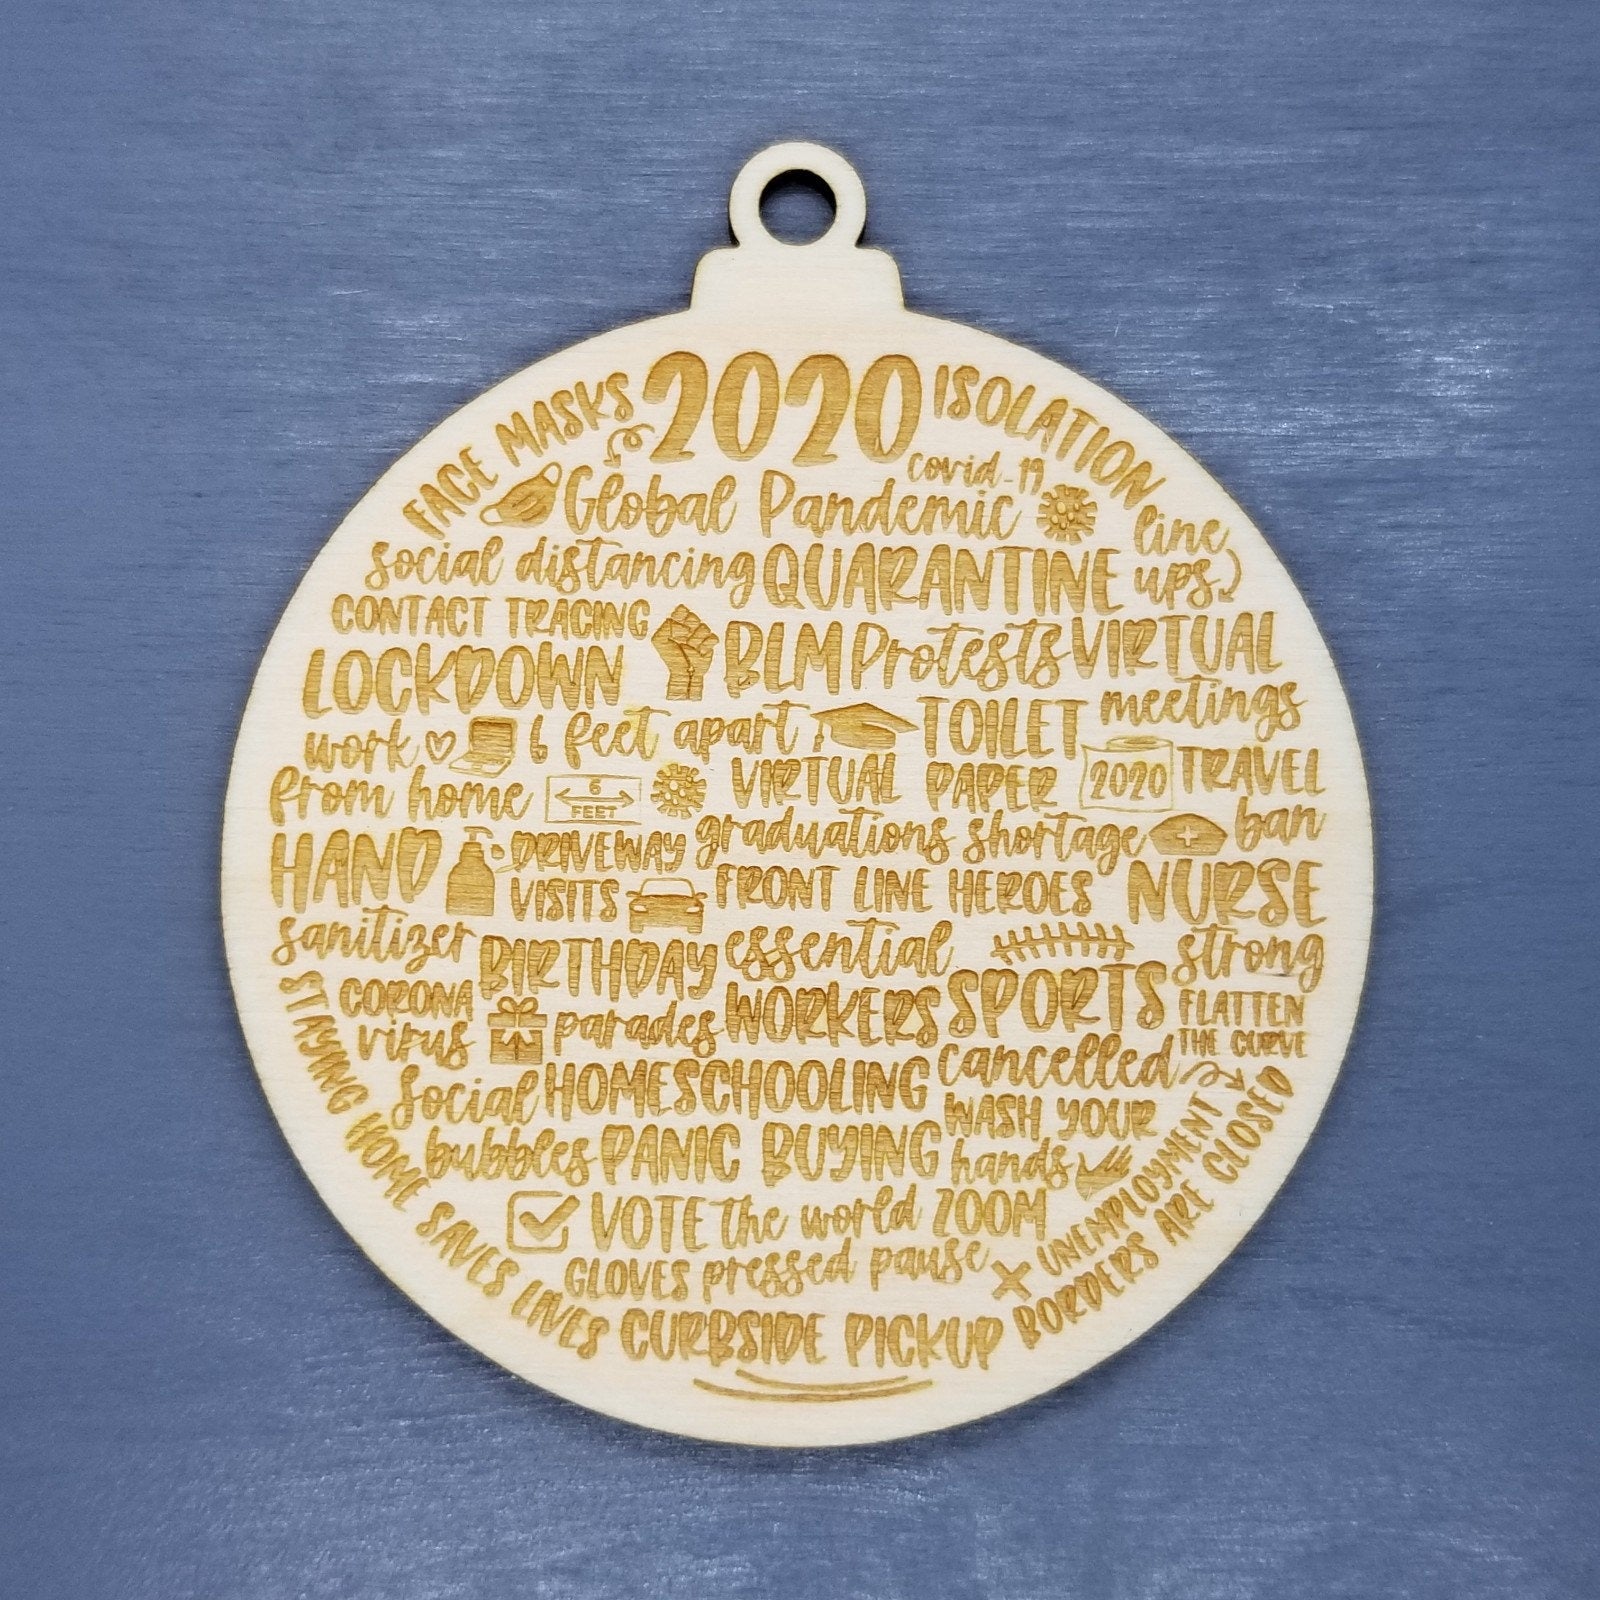 2020
FACE MASKS
ISOLATION
covid-19
Global Pandemic
line
ups
social distancing
QUARANTINE
CONTACT TRACING
LOCKDOWN
BLM Protests
VIRTUAL
meetings
work
from home
6 feet apart
6
FEET
VIRTUAL
graduations
TOILET
PAPER
shortage
2020
TRAVEL
ban
HAND
sanitizer
DRIVEWAY
VISITS
FRONT LINE HEROES
NURSE
strong
CORONA
virus
BIRTHDAY
parades
essential
WORKERS
SPORTS
cancelled
FLATTEN
THE CURVE
social
bubbles
HOMESCHOOLING
WASH YOUR
hands
PANIC BUYING
VOTE
the world
pressed pause
ZOOM
GLOVES
UNEMPLOYMENT
BORDERS ARE CLOSED
STAYING HOME SAVES LIVES
CURBSIDE PICKUP